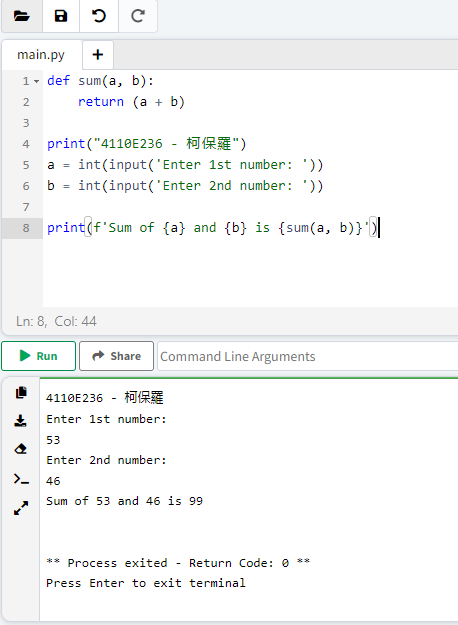 main.py +
1 def sum(a, b):
2     return (a + b)
3
4 print("4110E236 - 柯保羅")
5 a = int(input('Enter 1st number: '))
6 b = int(input('Enter 2nd number: '))
7
8 print(f'Sum of {a} and {b} is {sum(a, b)}')
Ln: 8, Col: 44
Run Share Command Line Arguments
4110E236 - 柯保羅
Enter 1st number:
53
Enter 2nd number:
46
Sum of 53 and 46 is 99
** Process exited - Return Code: 0 **
Press Enter to exit terminal